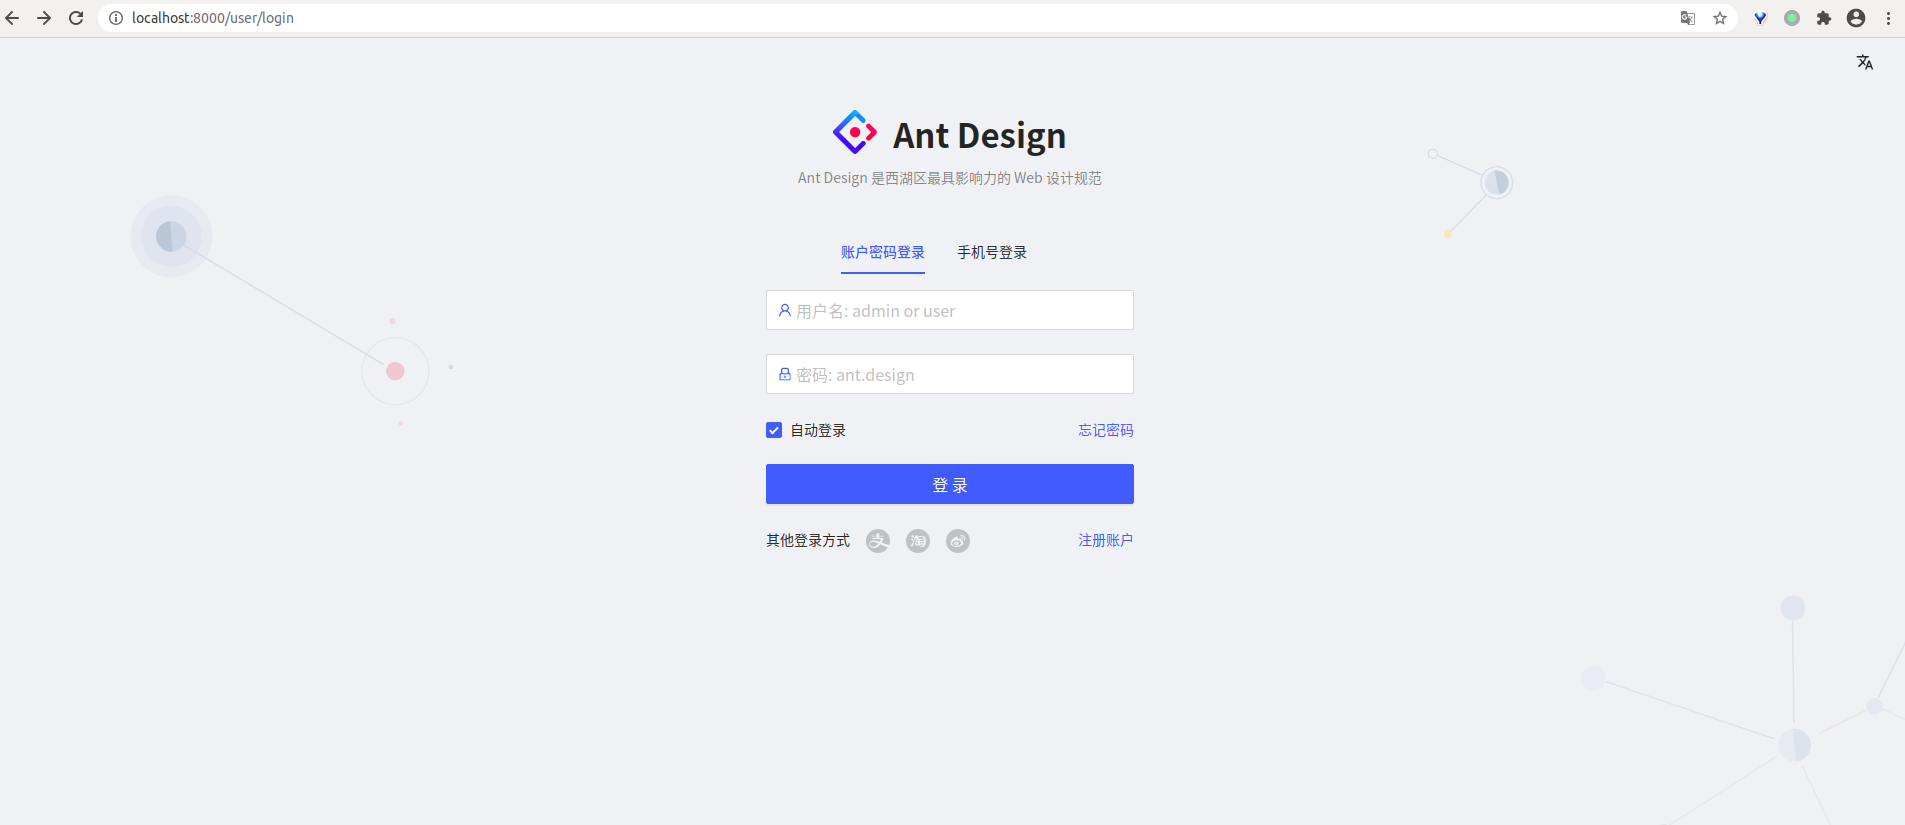 localhost:8000/user/login
Ant Design
Ant Design 是西湖区最具影响力的 Web 设计规范
账户密码登录 手机号登录
用户名: admin or user
密码: ant.design
自动登录 忘记密码
登 录
其他登录方式 支 淘 注册账户